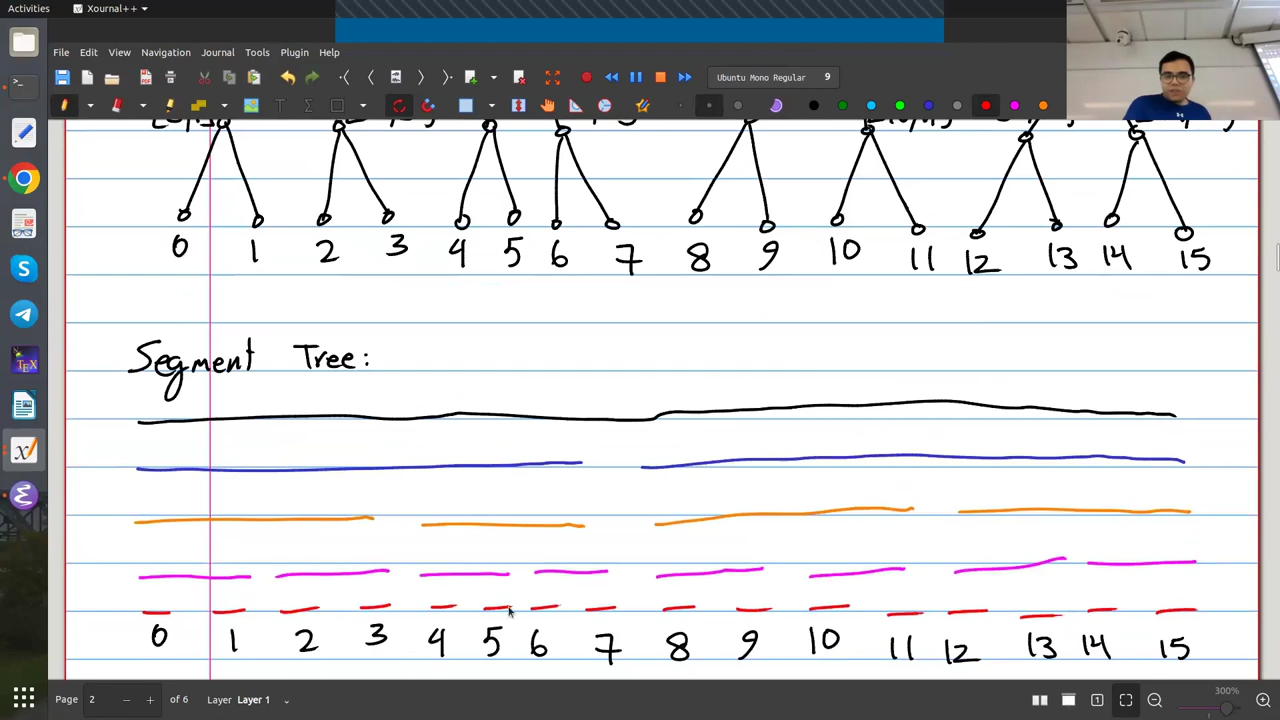 Activities Xournal++
File Edit View Navigation Journal Tools Plugin Help
Ubuntu Mono Regular 9
0 1 2 3 4 5 6 7 8 9 10 11 12 13 14 15
Segment Tree:
0 1 2 3 4 5 6 7 8 9 10 11 12 13 14 15
Page 2 of 6 Layer Layer 1 300%